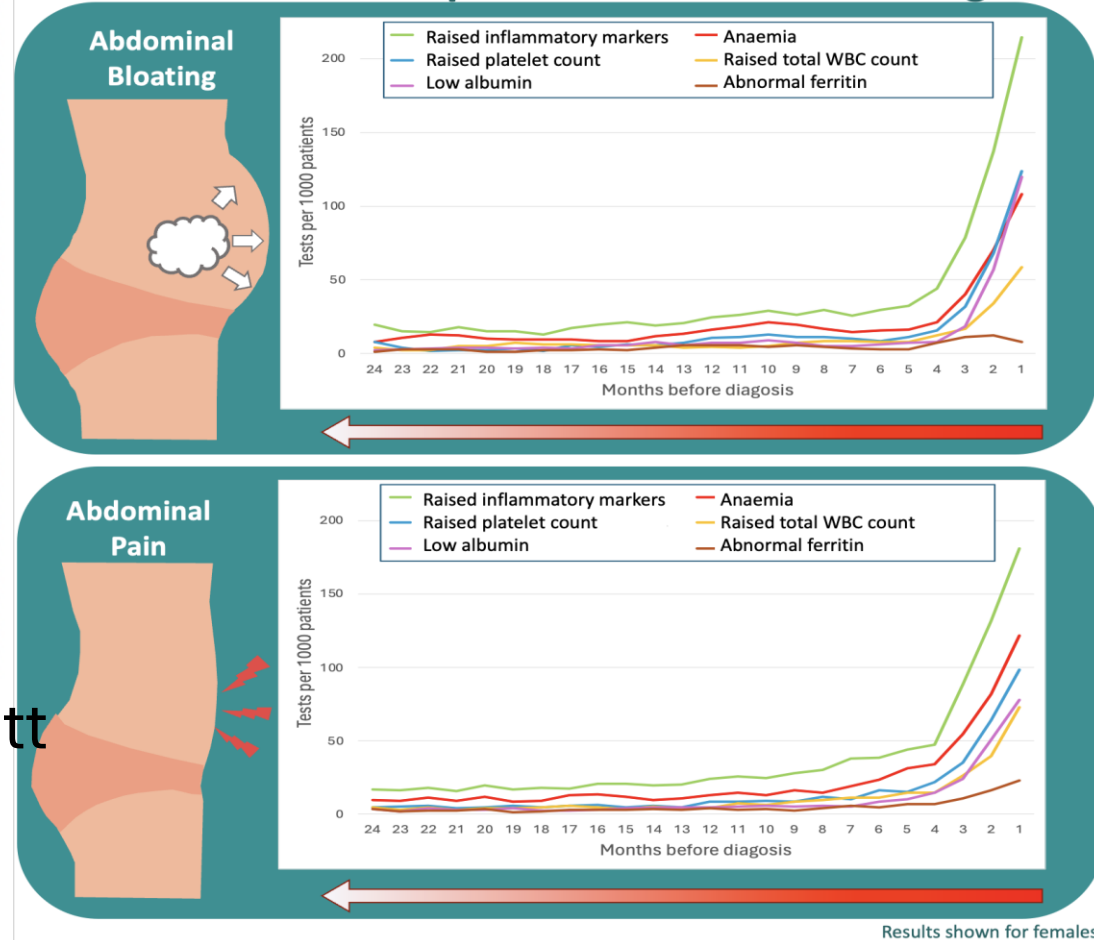 Abdominal
Bloating
Raised inflammatory markers
Anaemia
Raised platelet count
Raised total WBC count
Low albumin
Abnormal ferritin
Tests per 1000 patients
200
150
100
50
0
24 23 22 21 20 19 18 17 16 15 14 13 12 11 10 9 8 7 6 5 4 3 2 1
Months before diagosis
Abdominal
Pain
Raised inflammatory markers
Anaemia
Raised platelet count
Raised total WBC count
Low albumin
Abnormal ferritin
Tests per 1000 patients
200
150
100
50
0
24 23 22 21 20 19 18 17 16 15 14 13 12 11 10 9 8 7 6 5 4 3 2 1
Months before diagosis
tt
Results shown for females